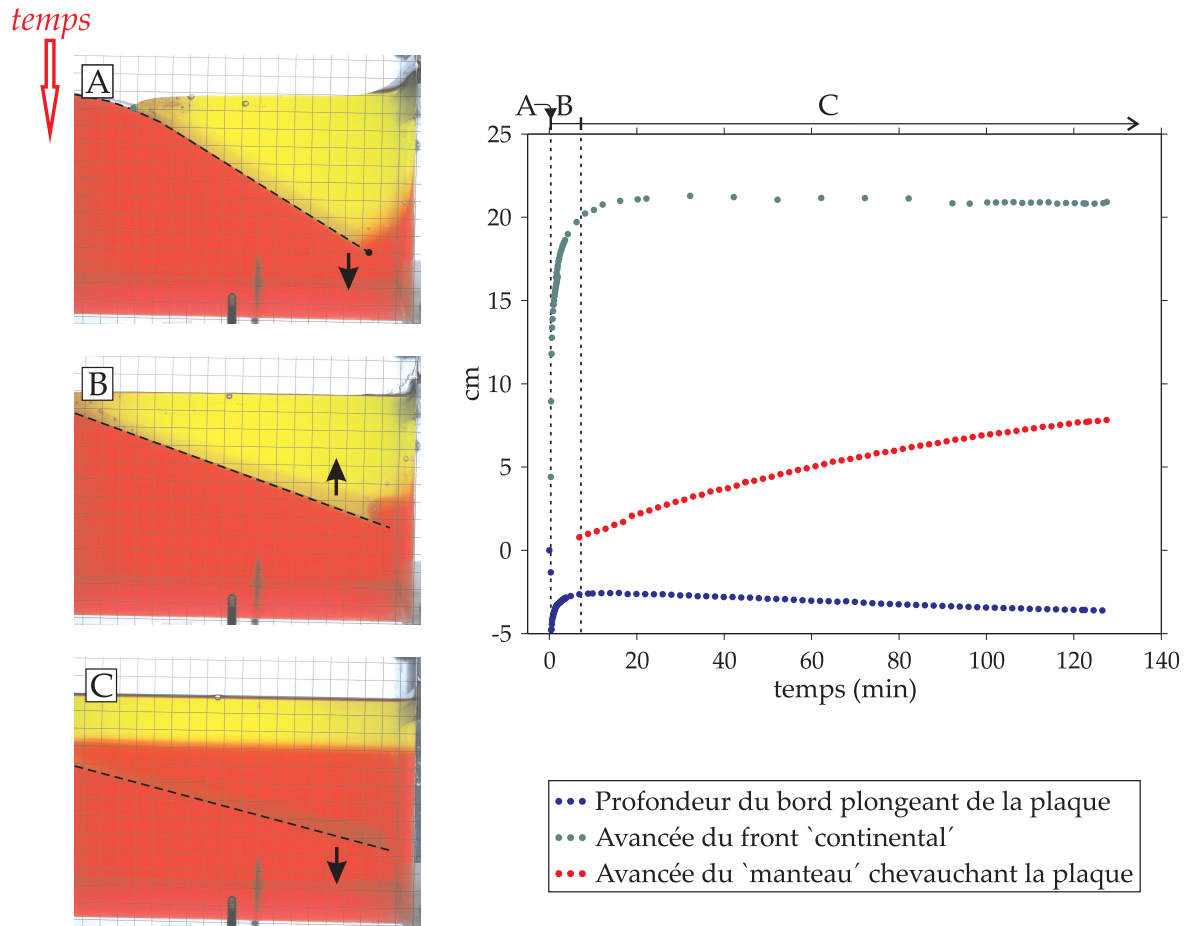 temps
A
B
C
A B C
25
20
15
10
5
0
-5
cm
0 20 40 60 80 100 120 140
temps (min)
Profondeur du bord plongeant de la plaque
Avancée du front `continental´
Avancée du `manteau´ chevauchant la plaque